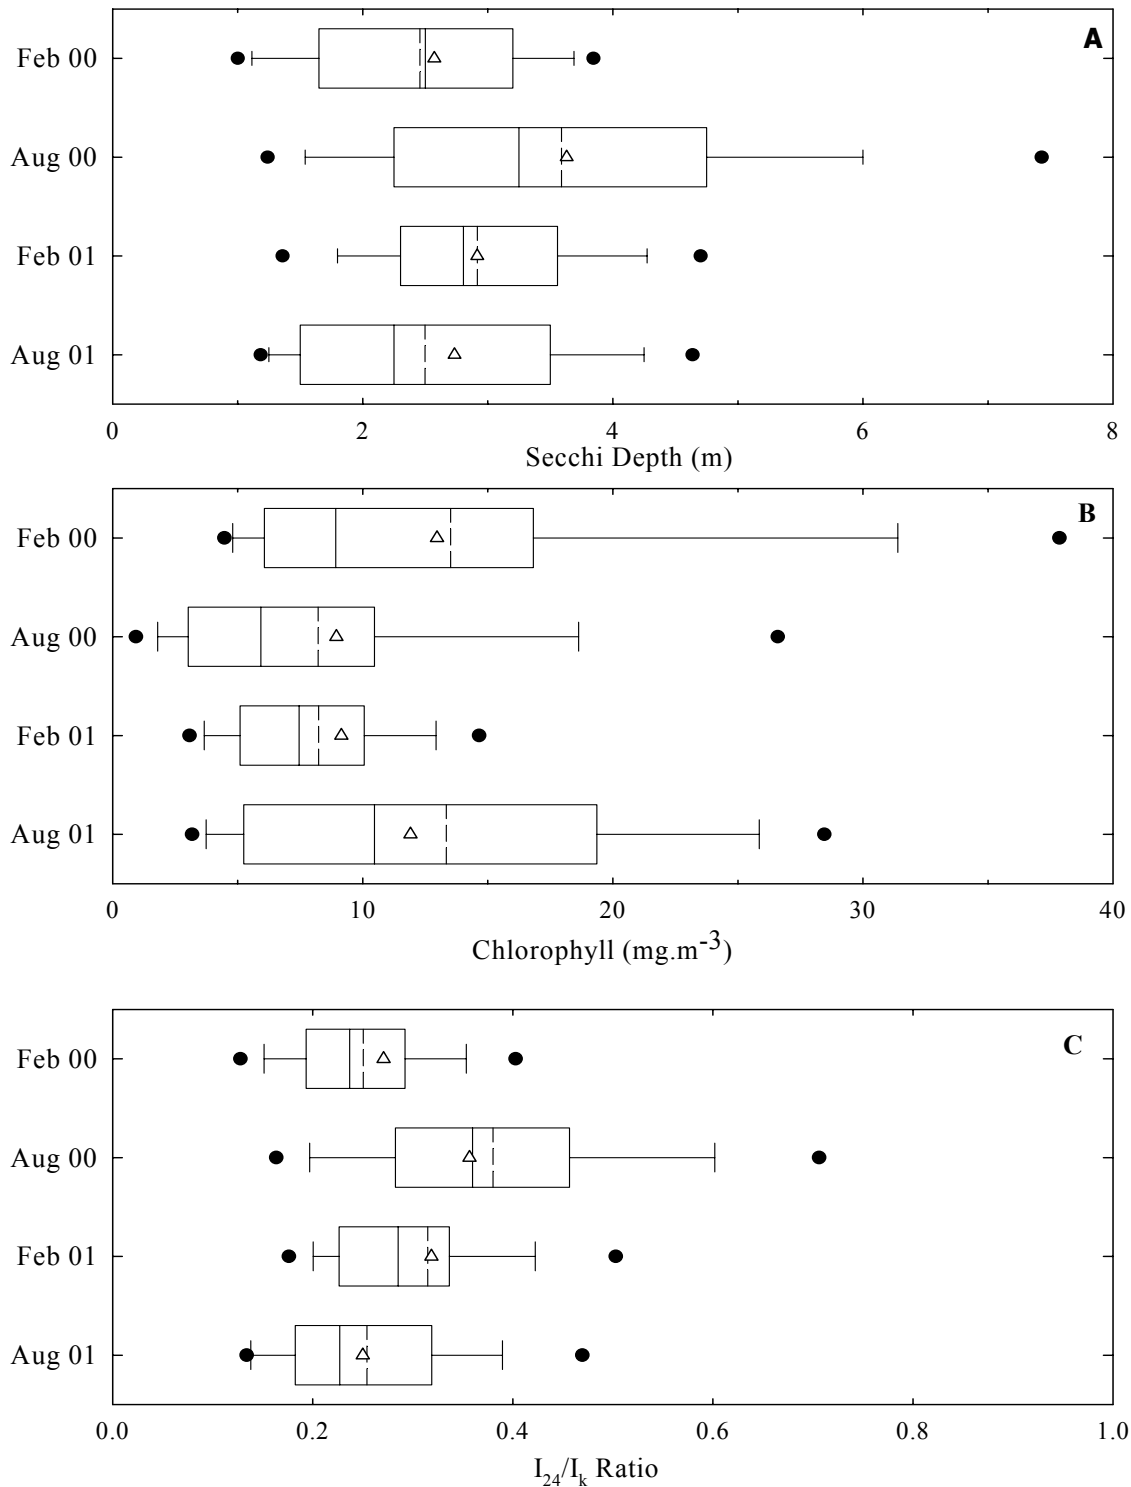 A
Feb 00
Aug 00
Feb 01
Aug 01
0 2 4 6 8
Secchi Depth (m)
B
Feb 00
Aug 00
Feb 01
Aug 01
0 10 20 30 40
Chlorophyll (mg.m-3)
C
Feb 00
Aug 00
Feb 01
Aug 01
0.0 0.2 0.4 0.6 0.8 1.0
I24/Ik Ratio